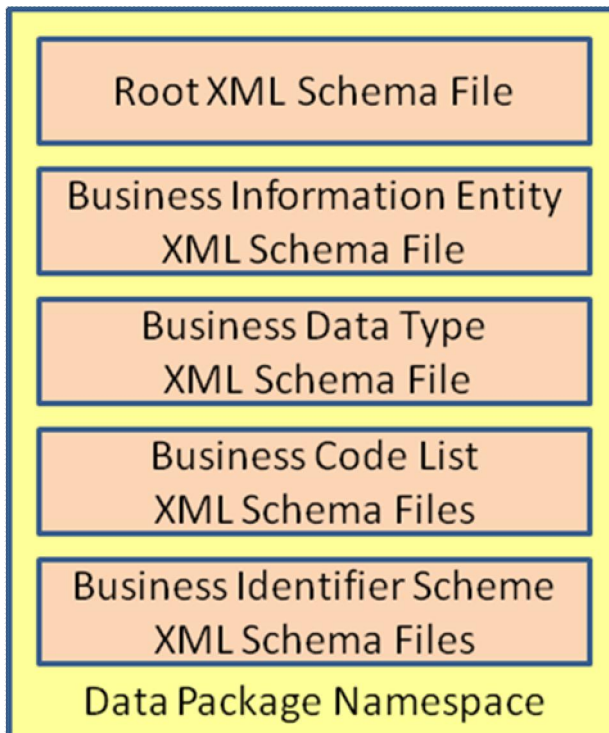 Root XML Schema File
Business Information Entity
XML Schema File
Business Data Type
XML Schema File
Business Code List
XML Schema Files
Business Identifier Scheme
XML Schema Files
Data Package Namespace